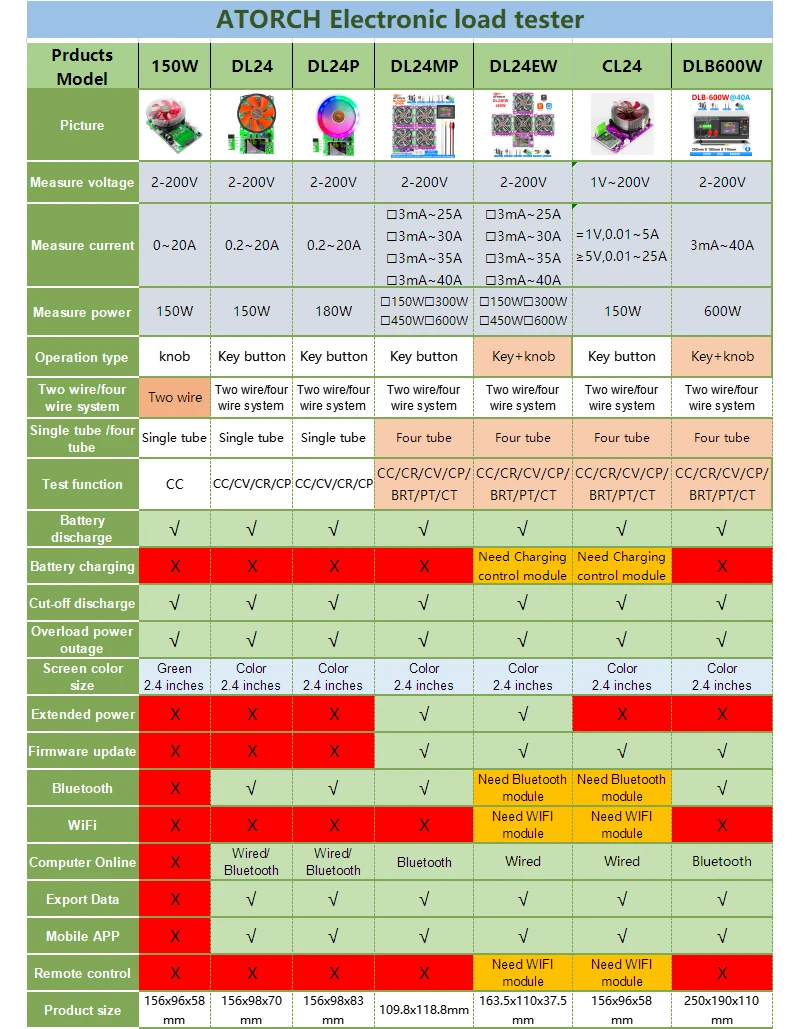 ATORCH Electronic load tester
Prducts Model 150W DL24 DL24P DL24MP DL24EW CL24 DLB600W
Picture DLB-600W@40A
Measure voltage 2-200V 2-200V 2-200V 2-200V 2-200V 1V~200V 2-200V
Measure current 0~20A 0.2~20A 0.2~20A □3mA~25A □3mA~30A □3mA~35A □3mA~40A □3mA~25A □3mA~30A □3mA~35A □3mA~40A =1V,0.01~5A ≥5V,0.01~25A 3mA~40A
Measure power 150W 150W 180W □150W□300W □450W□600W □150W□300W □450W□600W 150W 600W
Operation type knob Key button Key button Key button Key+knob Key button Key+knob
Two wire/four wire system Two wire Two wire/four wire system Two wire/four wire system Two wire/four wire system Two wire/four wire system Two wire/four wire system Two wire/four wire system
Single tube /four tube Single tube Single tube Single tube Four tube Four tube Four tube Four tube
Test function CC CC/CV/CR/CP CC/CV/CR/CP CC/CR/CV/CP/BRT/PT/CT CC/CR/CV/CP/BRT/PT/CT CC/CR/CV/CP/BRT/PT/CT CC/CR/CV/CP/BRT/PT/CT
Battery discharge √ √ √ √ √ √ √
Battery charging X X X X Need Charging control module Need Charging control module X
Cut-off discharge √ √ √ √ √ √ √
Overload power outage √ √ √ √ √ √ √
Screen color size Green 2.4 inches Color 2.4 inches Color 2.4 inches Color 2.4 inches Color 2.4 inches Color 2.4 inches Color 2.4 inches
Extended power X X X √ √ X X
Firmware update X X X √ √ √ √
Bluetooth X √ √ √ Need Bluetooth module Need Bluetooth module √
WiFi X X X X Need WIFI module Need WIFI module X
Computer Online X Wired/ Bluetooth Wired/ Bluetooth Bluetooth Wired Wired Bluetooth
Export Data X √ √ √ √ √ √
Mobile APP X √ √ √ √ √ √
Remote control X X X X Need WIFI module Need WIFI module X
Product size 156x96x58 mm 156x98x70 mm 156x98x83 mm 109.8x118.8mm 163.5x110x37.5 mm 156x96x58 mm 250x190x110 mm